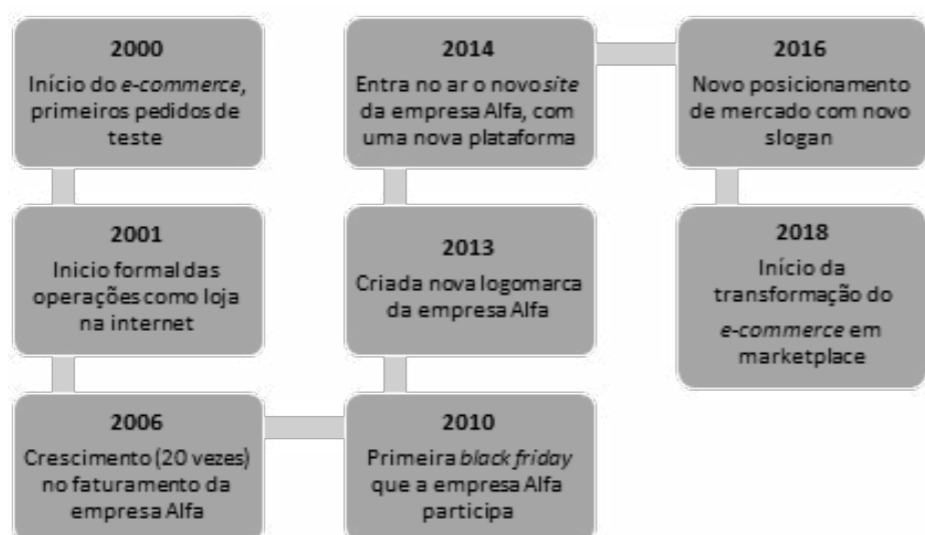 2000
Início do e-commerce,
primeiros pedidos de
teste
2001
Inicio formal das
operações como loja
na internet
2006
Crescimento (20 vezes)
no faturamento da
empresa Alfa
2010
Primeira black friday
que a empresa Alfa
participa
2013
Criada nova logomarca
da empresa Alfa
2014
Entra no ar o novo site
da empresa Alfa, com
uma nova plataforma
2016
Novo posicionamento
de mercado com novo
slogan
2018
Início da
transformação do
e-commerce em
marketplace